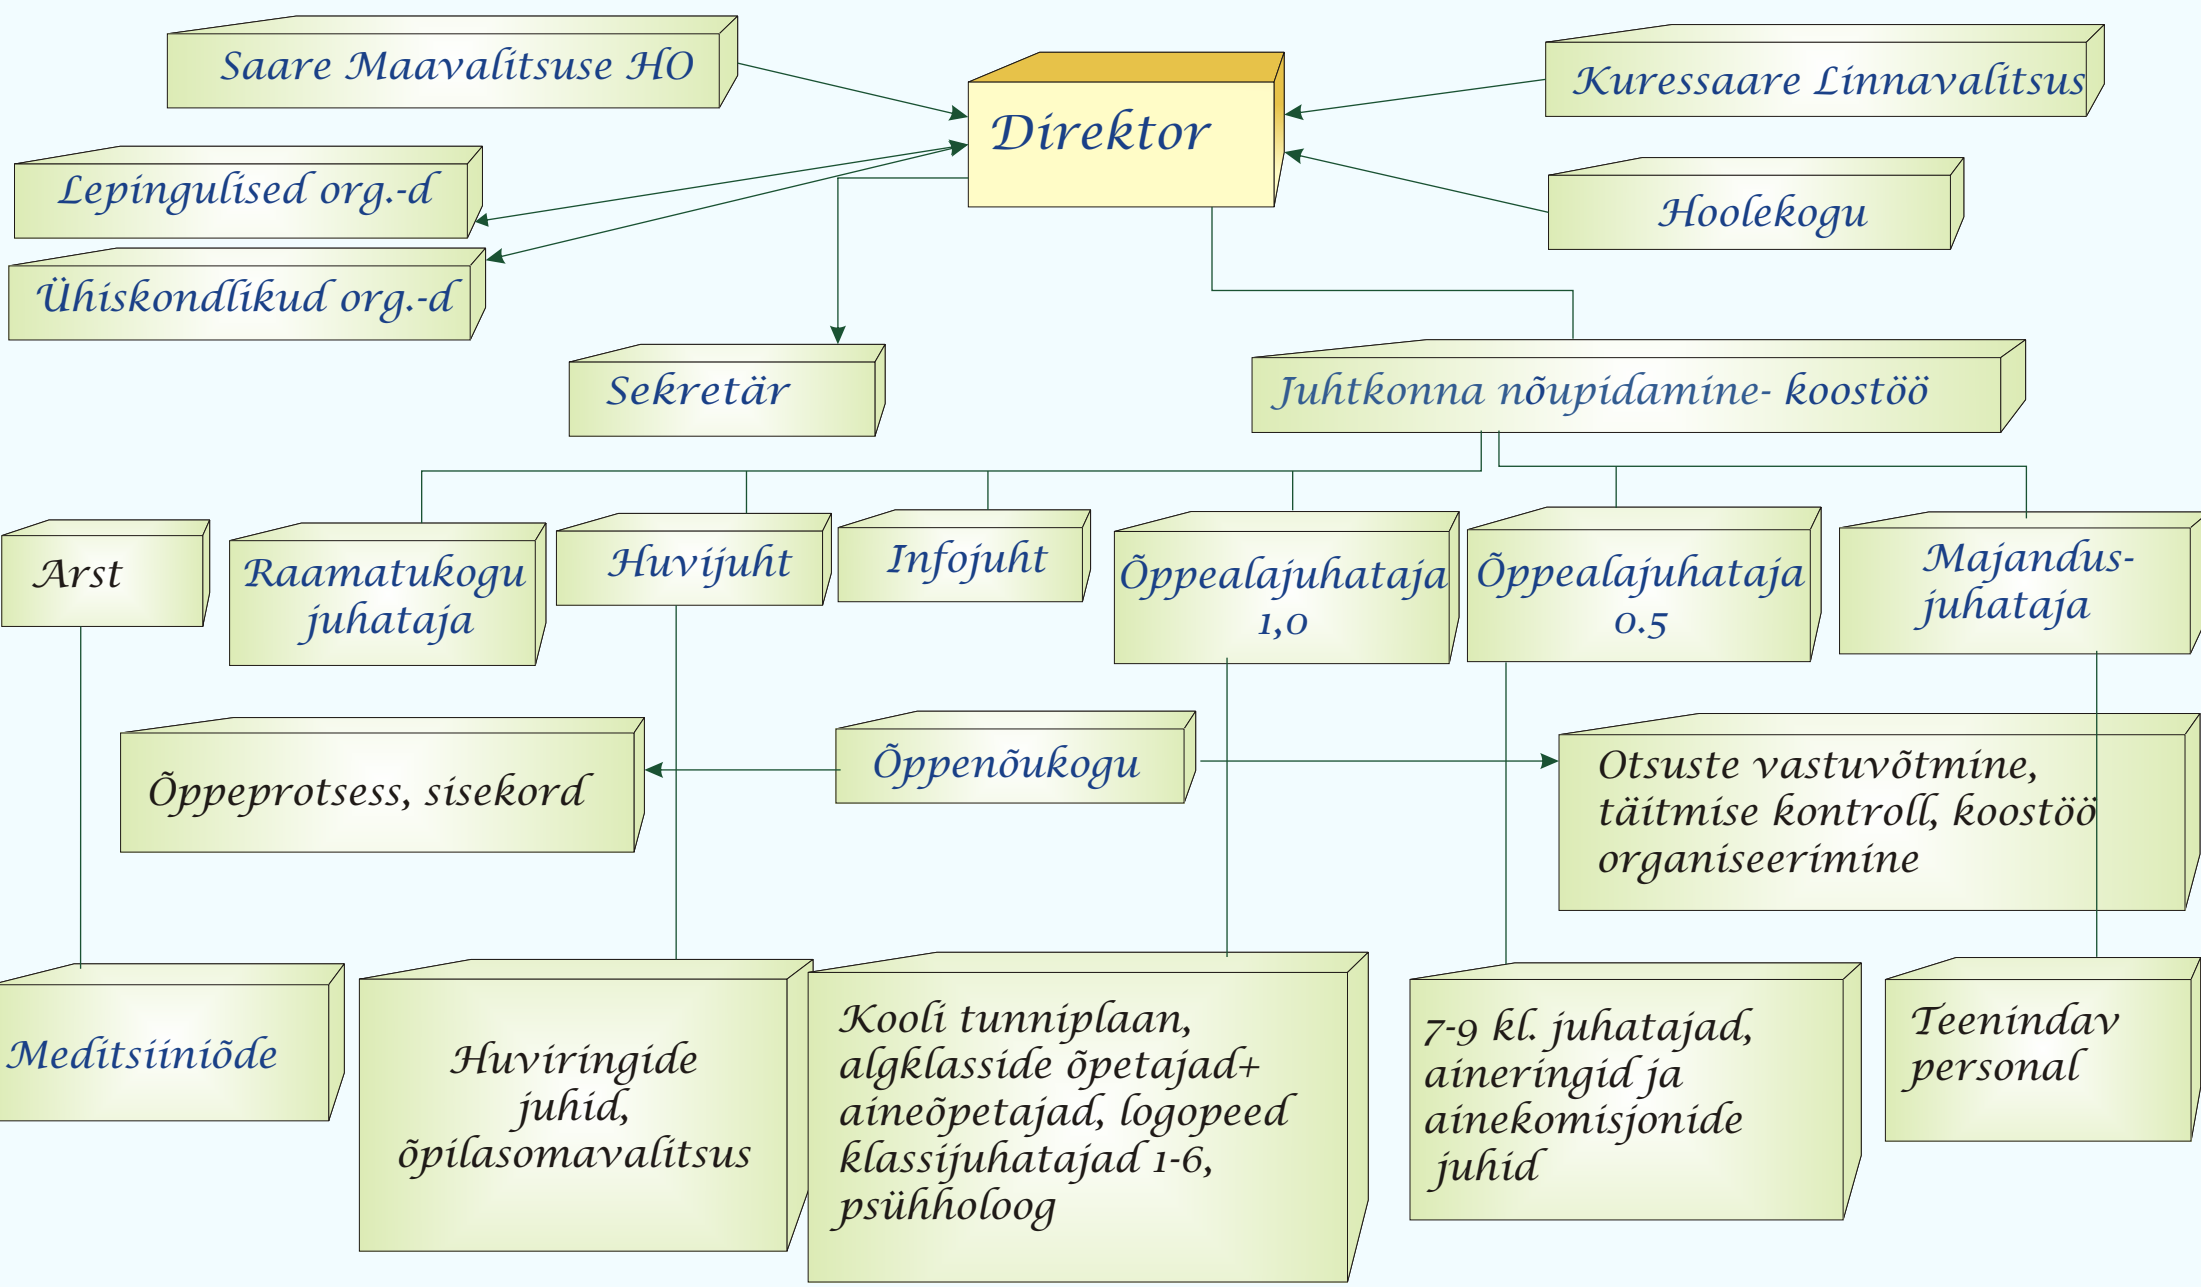 Saare Maavalitsuse HO
Direktor
Kuressaare Linnavalitsus
Lepingulised org.-d
Hoolekogu
Ühiskondlikud org.-d
Sekretär
Juhtkonna nõupidamine- koostöö
Arst
Raamatukogu
juhataja
Huvijuht
Infojuht
Õppealajuhataja
1,0
Õppealajuhataja
0.5
Majandus-
juhataja
Õppeprotsess, sisekord
Õppenõukogu
Otsuste vastuvõtmine,
täitmise kontroll, koostöö
organiseerimine
Meditsiiniõde
Huviringide
juhid,
õpilasomavalitsus
Kooli tunniplaan,
algklasside õpetajad+
aineõpetajad, logopeed
klassijuhatajad 1-6,
psühholoog
7-9 kl. juhatajad,
aineringid ja
ainekomisjonide
juhid
Teenindav
personal